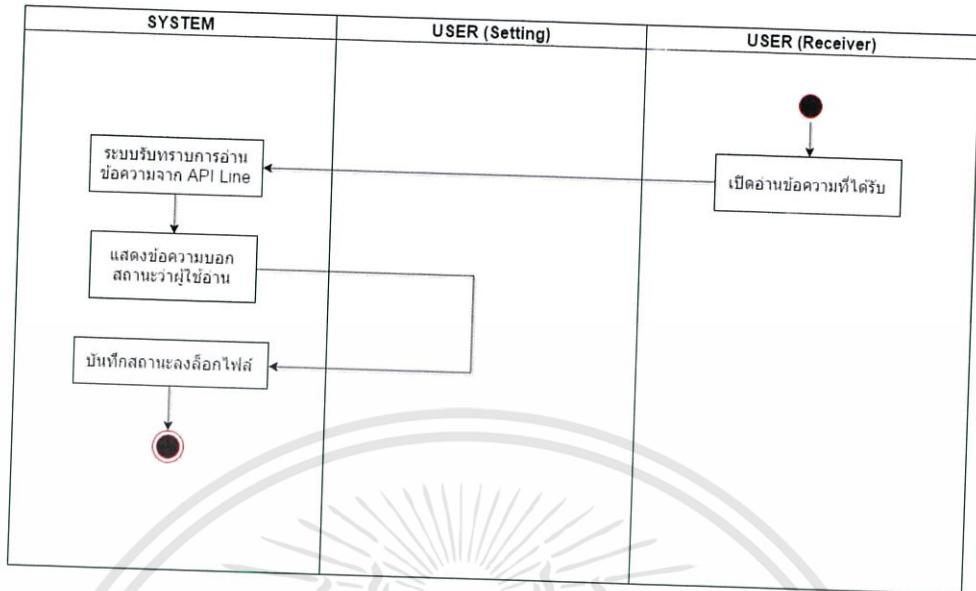 SYSTEM
USER (Setting)
USER (Receiver)
ระบบรับทราบการอ่าน
ข้อความจาก API Line
เปิดอ่านข้อความที่ได้รับ
แสดงข้อความบอก
สถานะว่าผู้ใช้อ่าน
บันทึกสถานะลงล็อกไฟล์